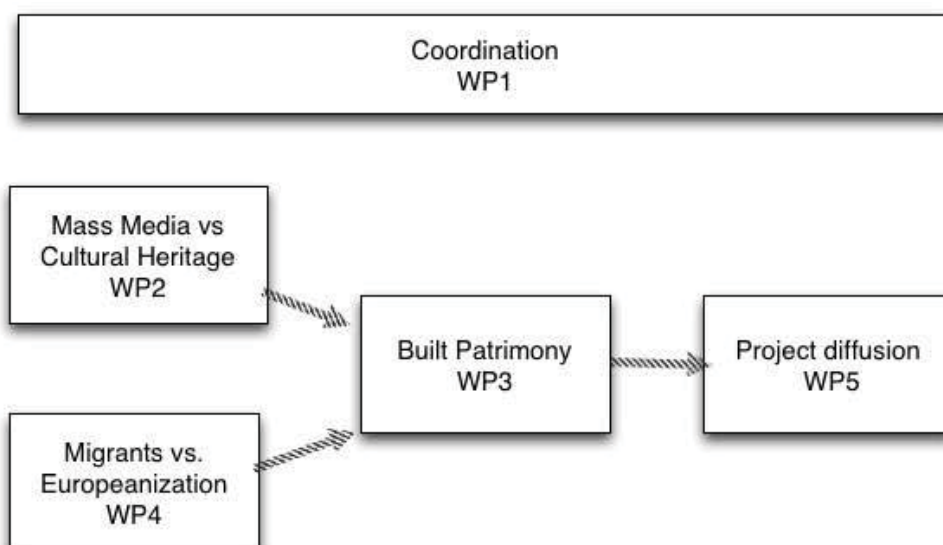 Coordination
WP1
Mass Media vs
Cultural Heritage
WP2
Built Patrimony
WP3
Project diffusion
WP5
Migrants vs.
Europeanization
WP4